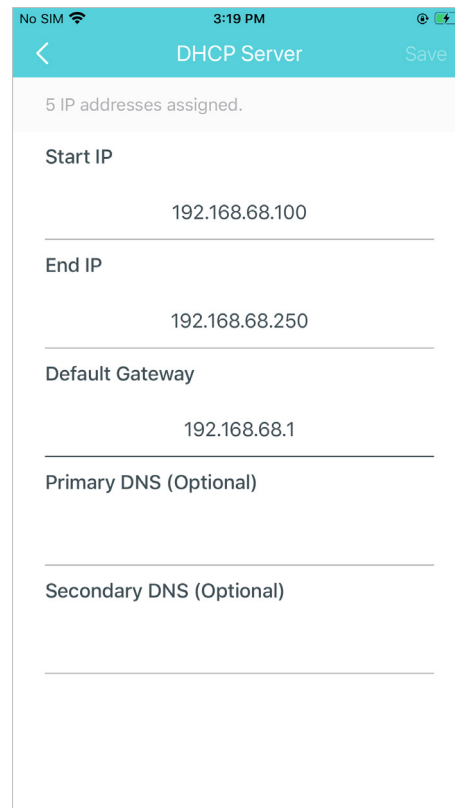 No SIM 3:19 PM
DHCP Server Save
5 IP addresses assigned.
Start IP
192.168.68.100
End IP
192.168.68.250
Default Gateway
192.168.68.1
Primary DNS (Optional)
Secondary DNS (Optional)